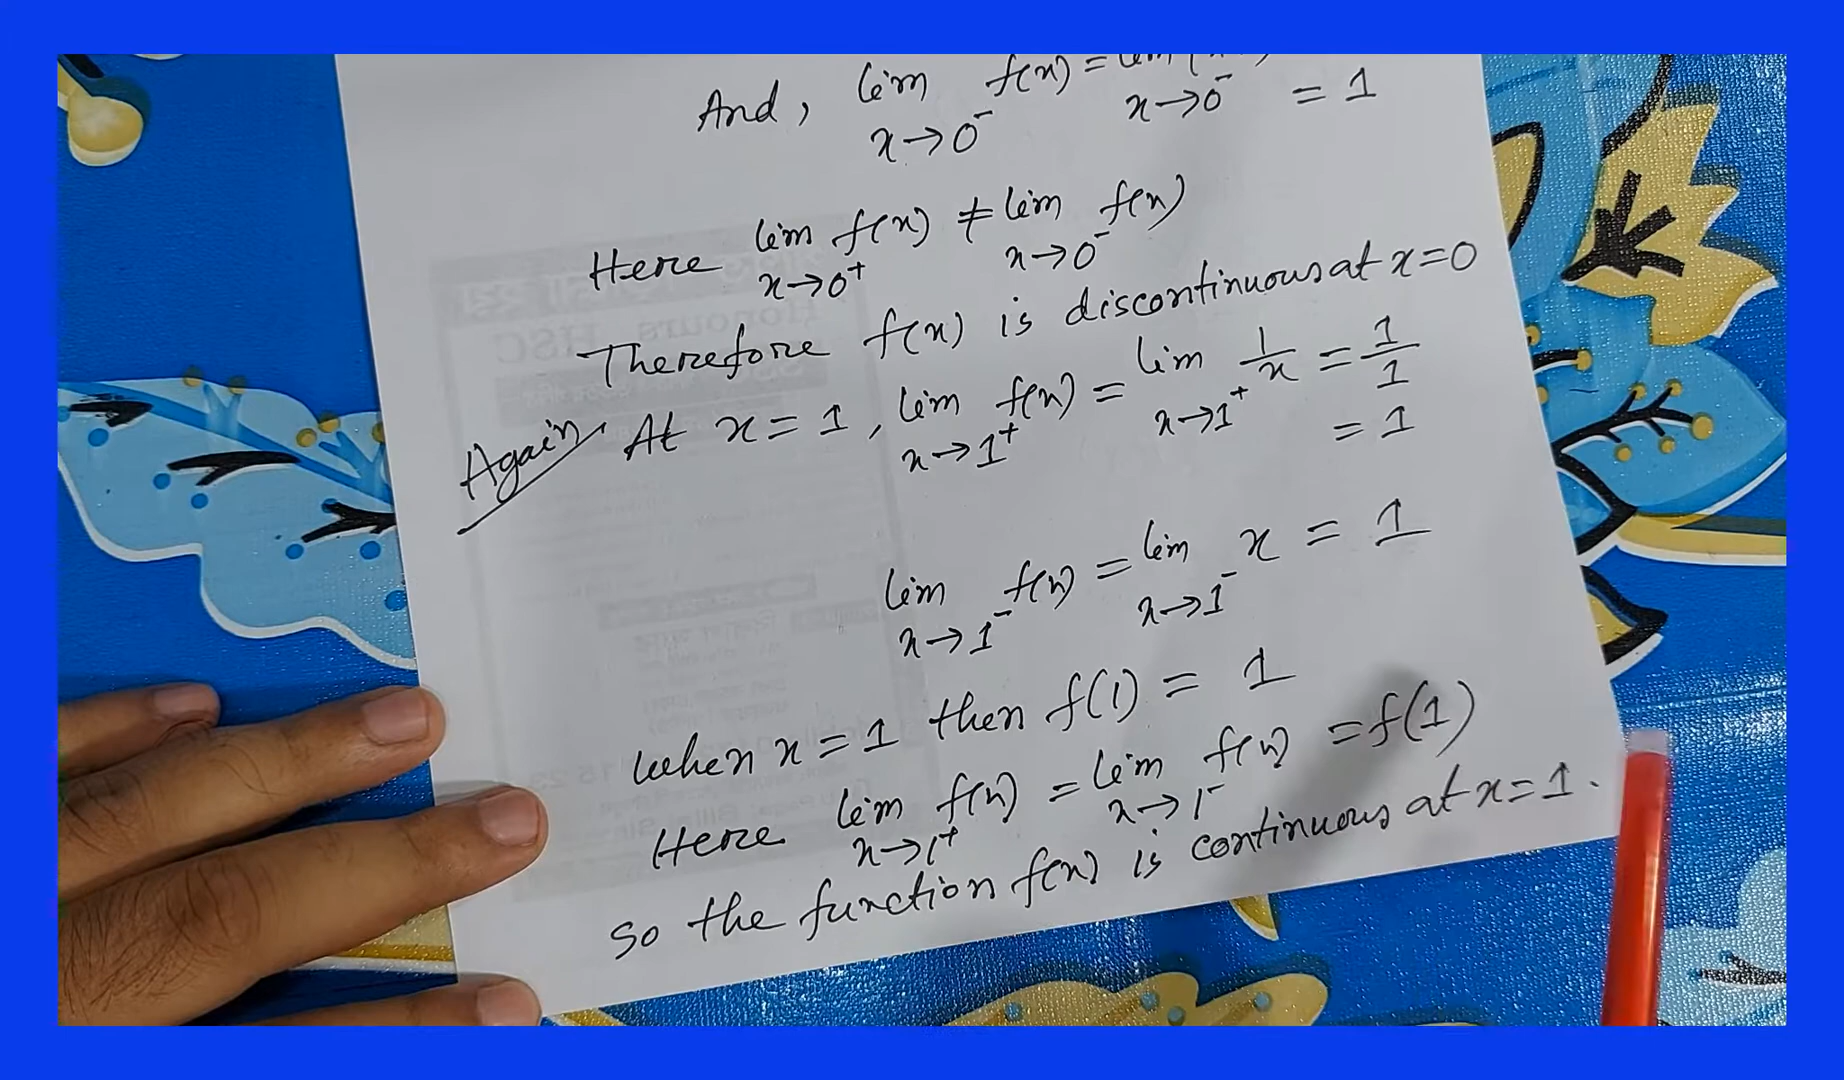 And, lim f(x) = lim
x→0⁻ x→0⁻ = 1
Here lim f(x) ≠ lim f(x)
x→0⁺ x→0⁻
Therefore f(x) is discontinuous at x=0
Again, At x=1, lim f(x) = lim 1/x = 1/1
x→1⁺ x→1⁺ = 1
lim f(x) = lim x = 1
x→1⁻ x→1⁻
when x=1 then f(1) = 1
Here lim f(x) = lim f(x) = f(1)
x→1⁺ x→1⁻
So the function f(x) is continuous at x=1.